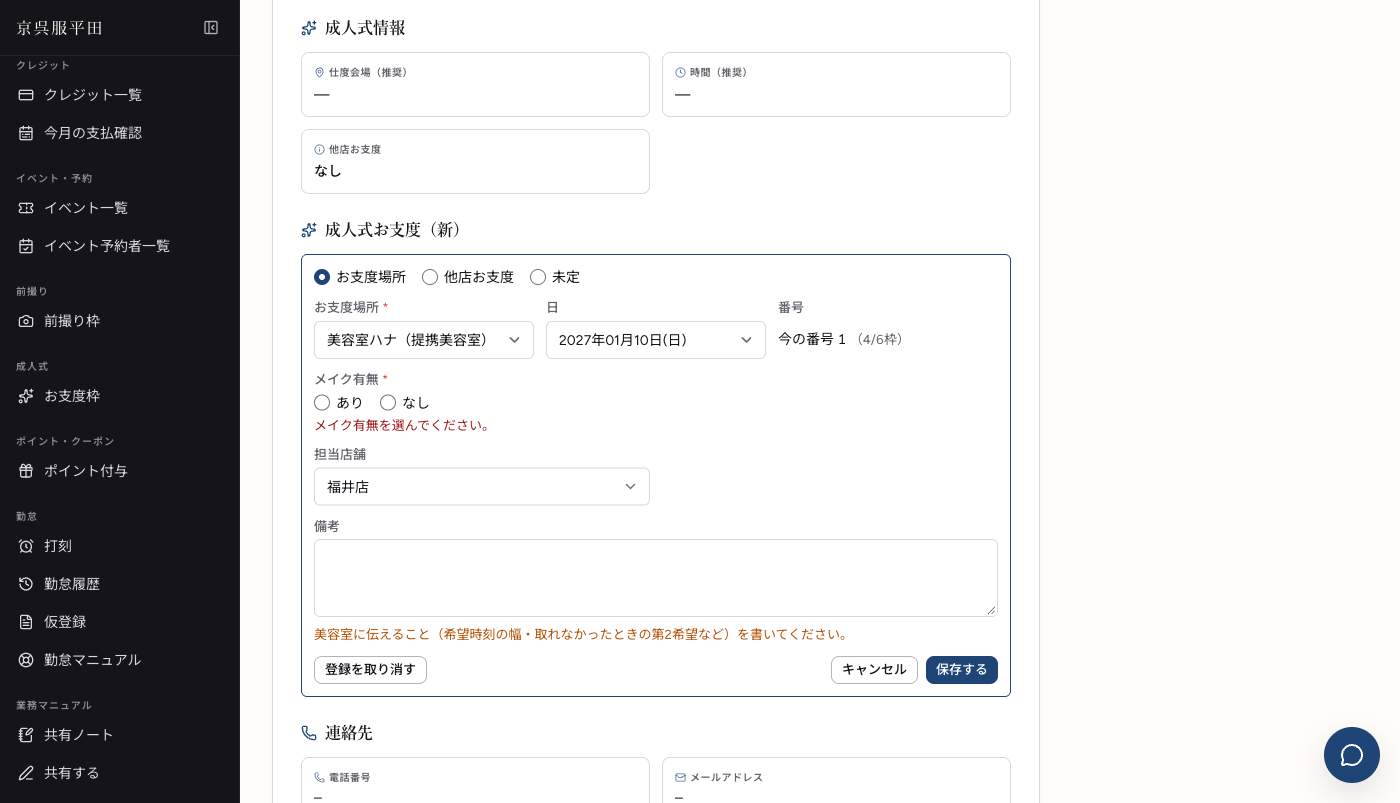 京呉服平田
クレジット
クレジット一覧
今月の支払確認
イベント・予約
イベント一覧
イベント予約者一覧
前撮り
前撮り枠
成人式
お支度枠
ポイント・クーポン
ポイント付与
勤怠
打刻
勤怠履歴
仮登録
勤怠マニュアル
業務マニュアル
共有ノート
共有する
成人式情報
仕度会場（推奨）
—
時間（推奨）
—
他店お支度
なし
成人式お支度（新）
お支度場所 他店お支度 未定
お支度場所 * 日 番号
美容室ハナ（提携美容室） 2027年01月10日(日) 今の番号 1 （4/6枠）
メイク有無 *
あり なし
メイク有無を選んでください。
担当店舗
福井店
備考
美容室に伝えること（希望時刻の幅・取れなかったときの第2希望など）を書いてください。
登録を取り消す キャンセル 保存する
連絡先
電話番号
–
メールアドレス
–